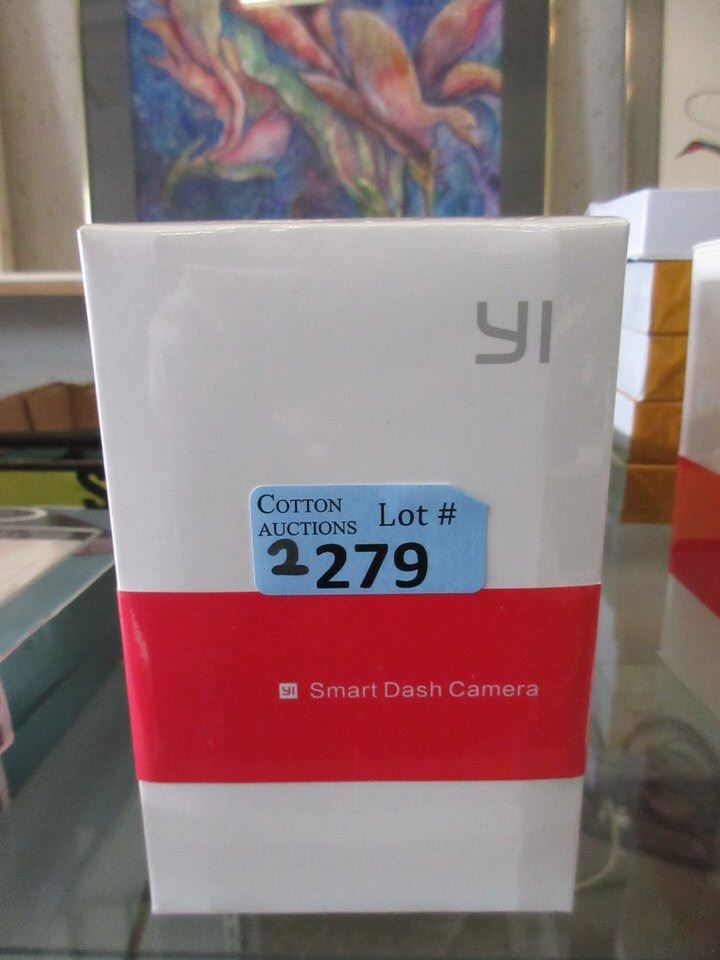 YI
COTTON
AUCTIONS Lot #
2279
YI Smart Dash Camera